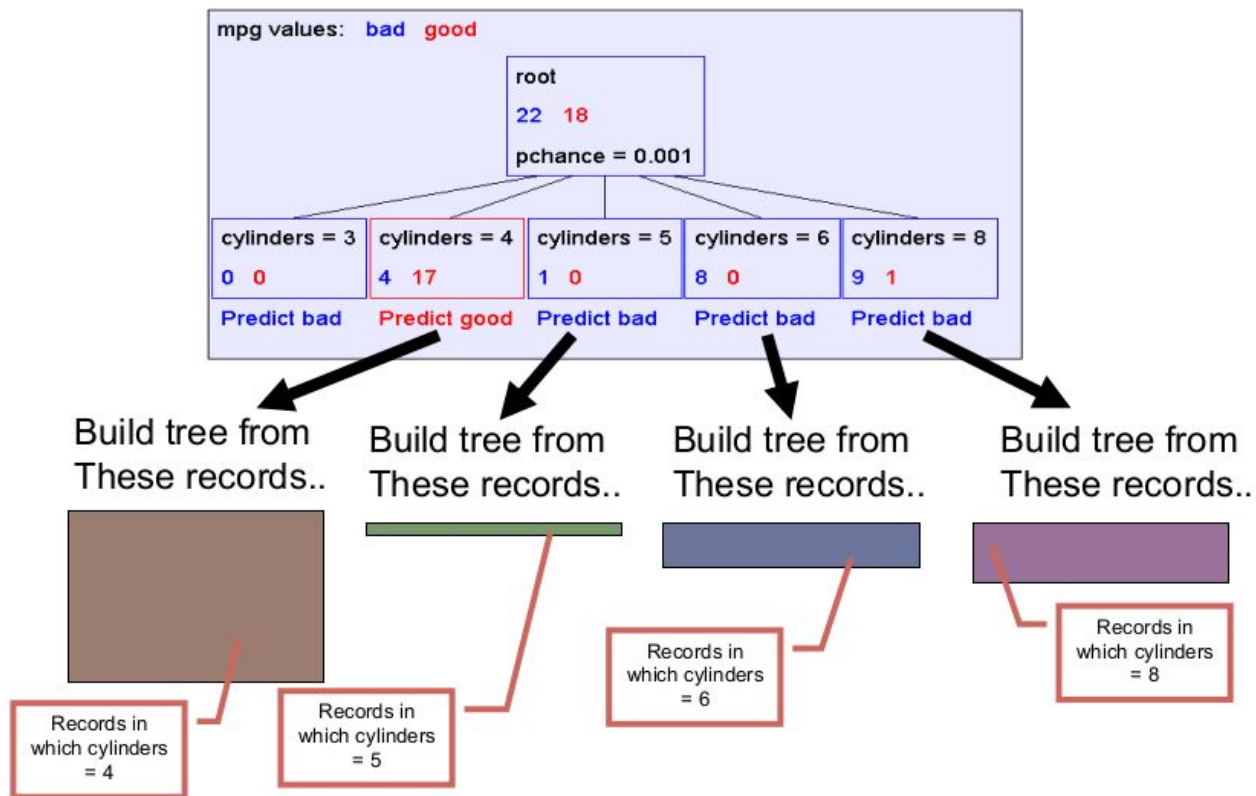 mpg values: bad good
root
22 18
pchance = 0.001
cylinders = 3
0 0
Predict bad
cylinders = 4
4 17
Predict good
cylinders = 5
1 0
Predict bad
cylinders = 6
8 0
Predict bad
cylinders = 8
9 1
Predict bad
Build tree from
These records..
Build tree from
These records..
Build tree from
These records..
Build tree from
These records..
Records in
which cylinders
= 4
Records in
which cylinders
= 5
Records in
which cylinders
= 6
Records in
which cylinders
= 8